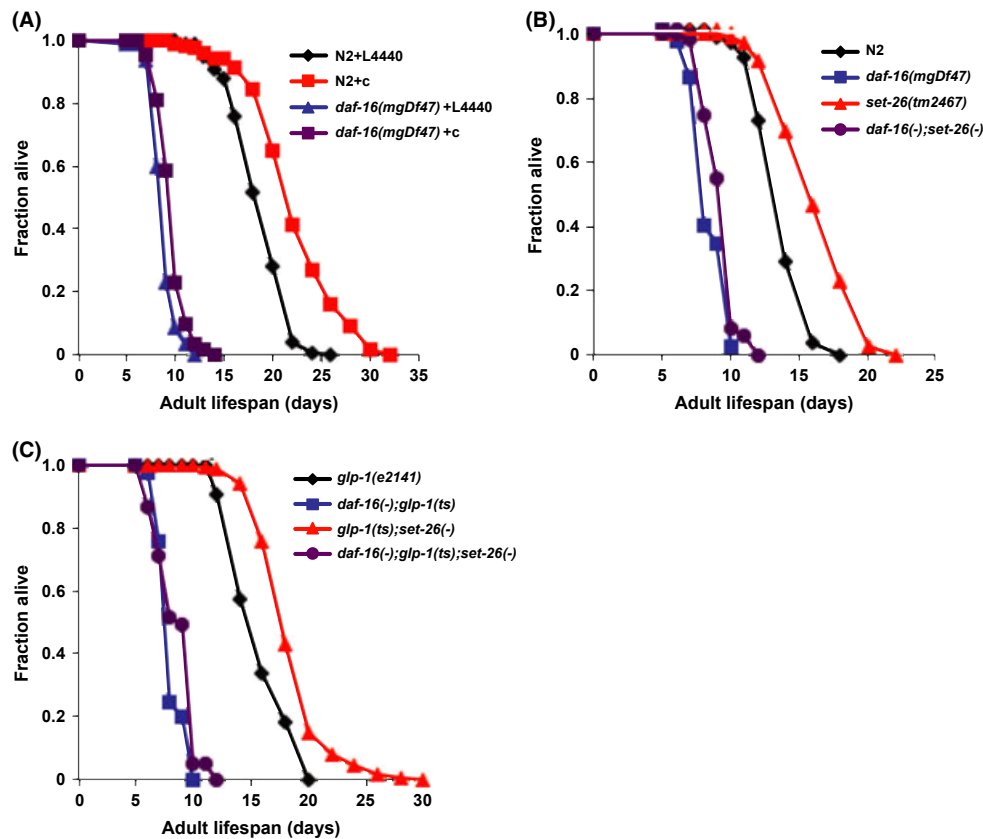 (A)
N2+L4440
N2+c
daf-16(mgDf47) +L4440
daf-16(mgDf47) +c
Fraction alive
1.0
0.8
0.6
0.4
0.2
0
0 5 10 15 20 25 30 35
Adult lifespan (days)
(B)
N2
daf-16(mgDf47)
set-26(tm2467)
daf-16(-);set-26(-)
Fraction alive
1.0
0.8
0.6
0.4
0.2
0
0 5 10 15 20 25
Adult lifespan (days)
(C)
glp-1(e2141)
daf-16(-);glp-1(ts)
glp-1(ts);set-26(-)
daf-16(-);glp-1(ts);set-26(-)
Fraction alive
1.0
0.8
0.6
0.4
0.2
0
0 5 10 15 20 25 30
Adult lifespan (days)